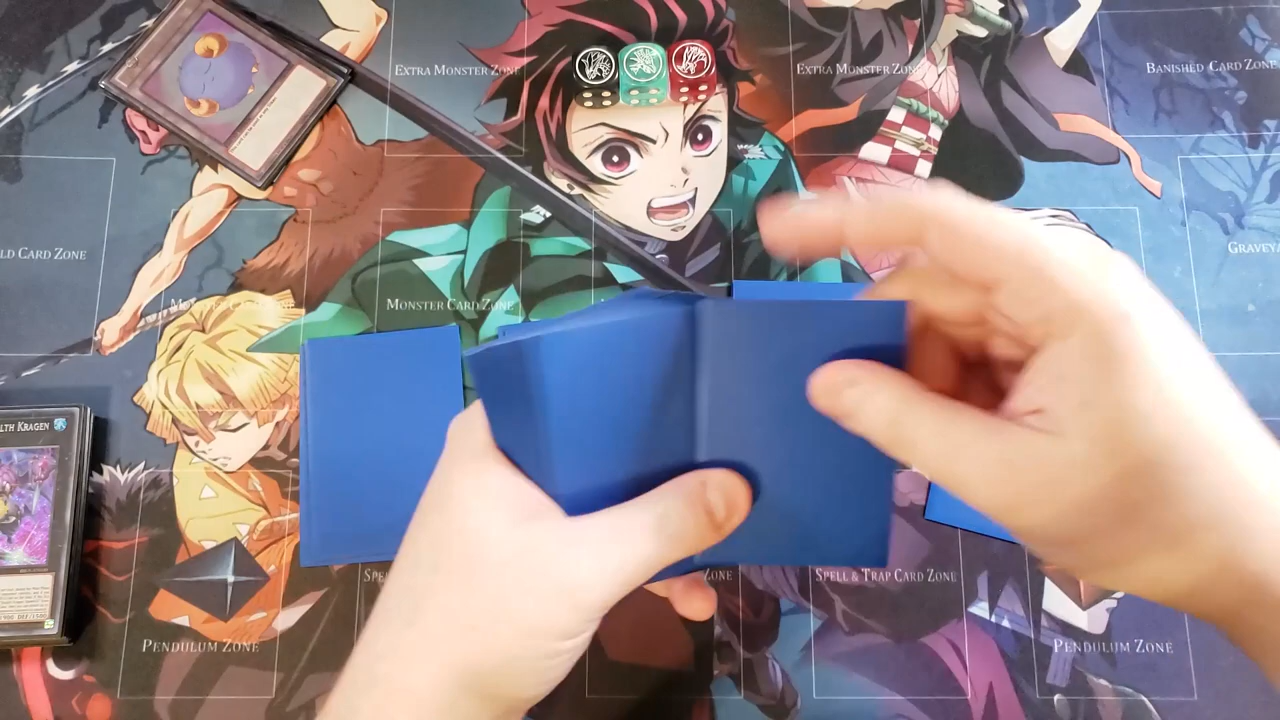 EXTRA MONSTER ZONE
EXTRA MONSTER ZONE
BANISHED CARD ZONE
LD CARD ZONE
MONSTER CARD ZONE
GRAVEYA
LTH KRAGEN
SPELL & TRAP CARD ZONE
ZONE
PENDULUM ZONE
PENDULUM ZONE